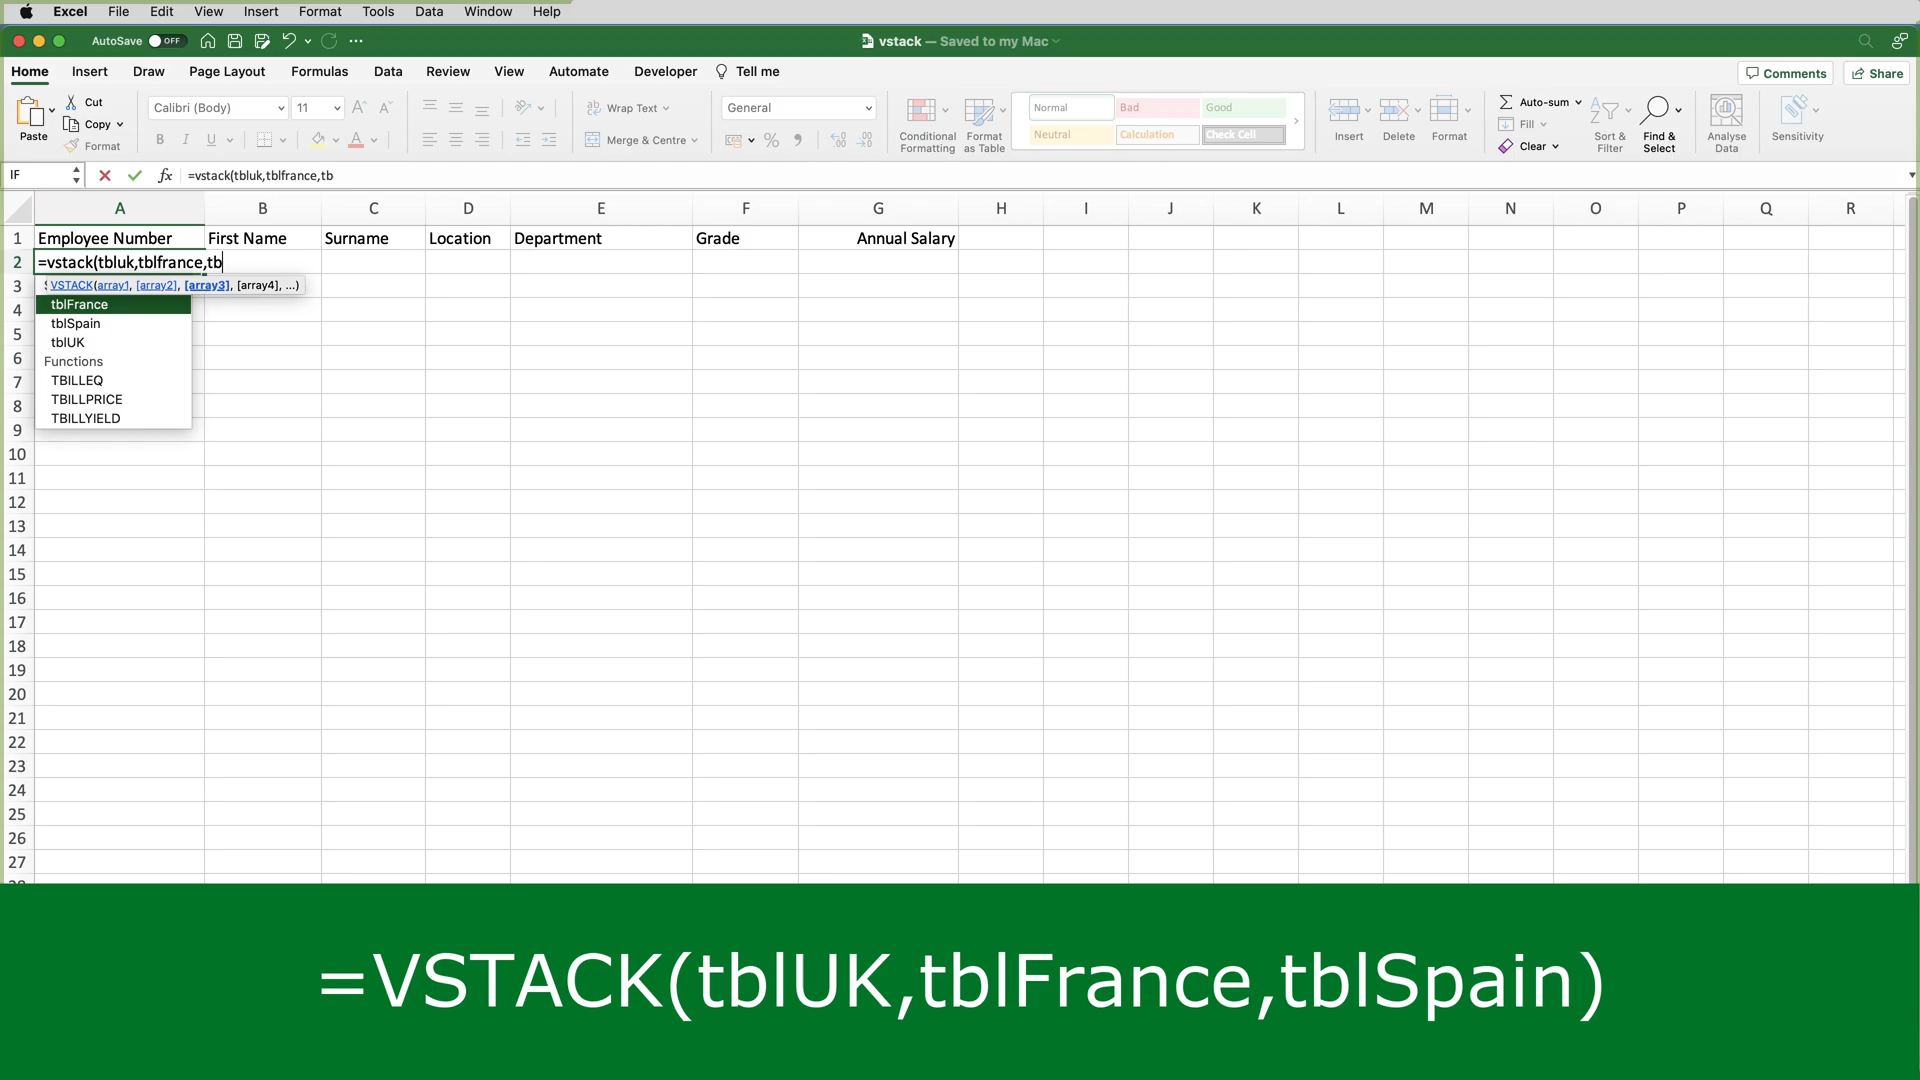 Excel File Edit View Insert Format Tools Data Window Help
AutoSave OFF vstack — Saved to my Mac
Home Insert Draw Page Layout Formulas Data Review View Automate Developer Tell me Comments Share
Paste Cut Copy Format
Calibri (Body) 11
B I U A
Wrap Text
Merge & Centre
General
Conditional Formatting
Format as Table
Normal Bad Good
Neutral Calculation Check Cell
Insert Delete Format
Auto-sum
Fill
Clear
Sort & Filter
Find & Select
Analyse Data
Sensitivity
IF fx =vstack(tbluk,tblfrance,tb
A B C D E F G H I J K L M N O P Q R
1 Employee Number First Name Surname Location Department Grade Annual Salary
2 =vstack(tbluk,tblfrance,tb
3 VSTACK(array1, [array2], [array3], [array4], ...)
tblFrance
4
tblSpain
5 tblUK
6 Functions
7 TBILLEQ
8 TBILLPRICE
9 TBILLYIELD
10
11
12
13
14
15
16
17
18
19
20
21
22
23
24
25
26
27
=VSTACK(tblUK,tblFrance,tblSpain)